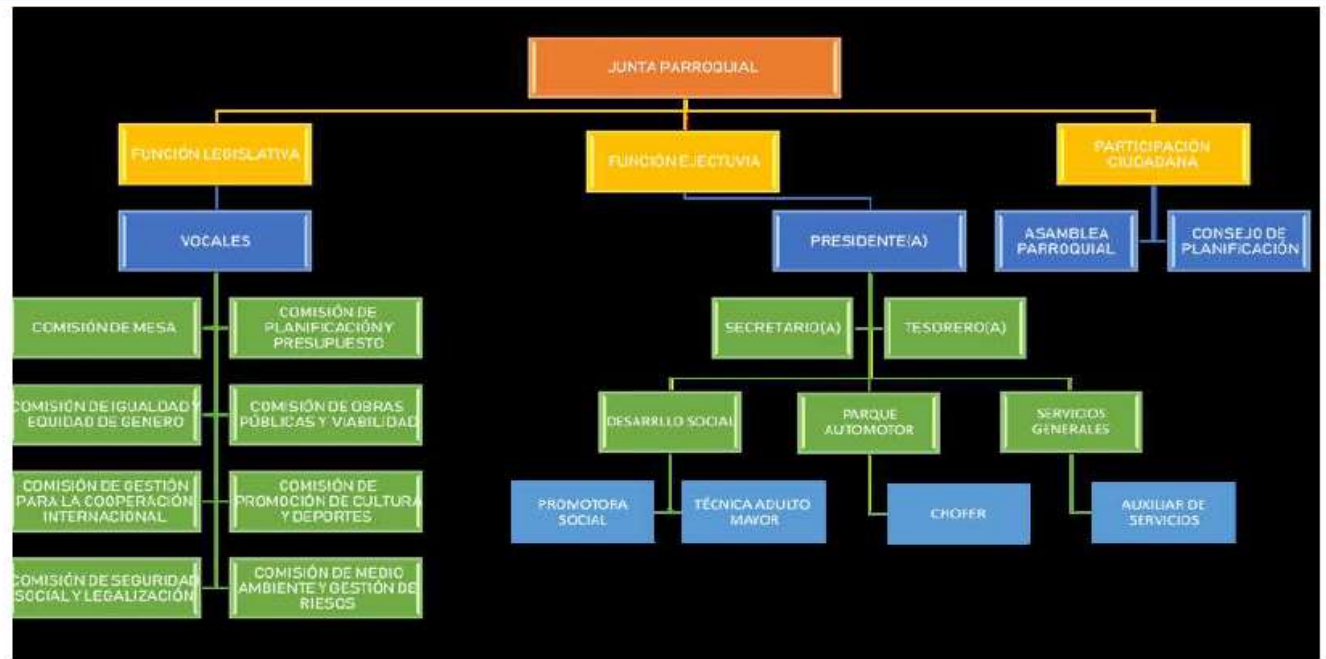 JUNTA PARROQUIAL
FUNCIÓN LEGISLATIVA
FUNCIÓN EJECTUVIA
PARTICIPACIÓN
CIUDADANA
VOCALES
PRESIDENTE(A)
ASAMBLEA
PARROQUIAL
CONSEJO DE
PLANIFICACIÓN
COMISIÓN DE MESA
COMISIÓN DE
PLANIFICACIÓN Y
PRESUPUESTO
SECRETARIO(A)
TESORERO(A)
COMISIÓN DE IGUALDAD Y
EQUIDAD DE GENERO
COMISIÓN DE OBRAS
PÚBLICAS Y VIABILIDAD
DESARRLLO SOCIAL
PARQUE
AUTOMOTOR
SERVICIOS
GENERALES
COMISIÓN DE GESTIÓN
PARA LA COOPERACIÓN
INTERNACIONAL
COMISIÓN DE
PROMOCIÓN DE CULTURA
Y DEPORTES
PROMOTORA
SOCIAL
TÉCNICA ADULTO
MAYOR
CHOFER
AUXILIAR DE
SERVICIOS
COMISIÓN DE SEGURIDAD
SOCIAL Y LEGALIZACIÓN
COMISIÓN DE MEDIO
AMBIENTE Y GESTIÓN DE
RIESOS